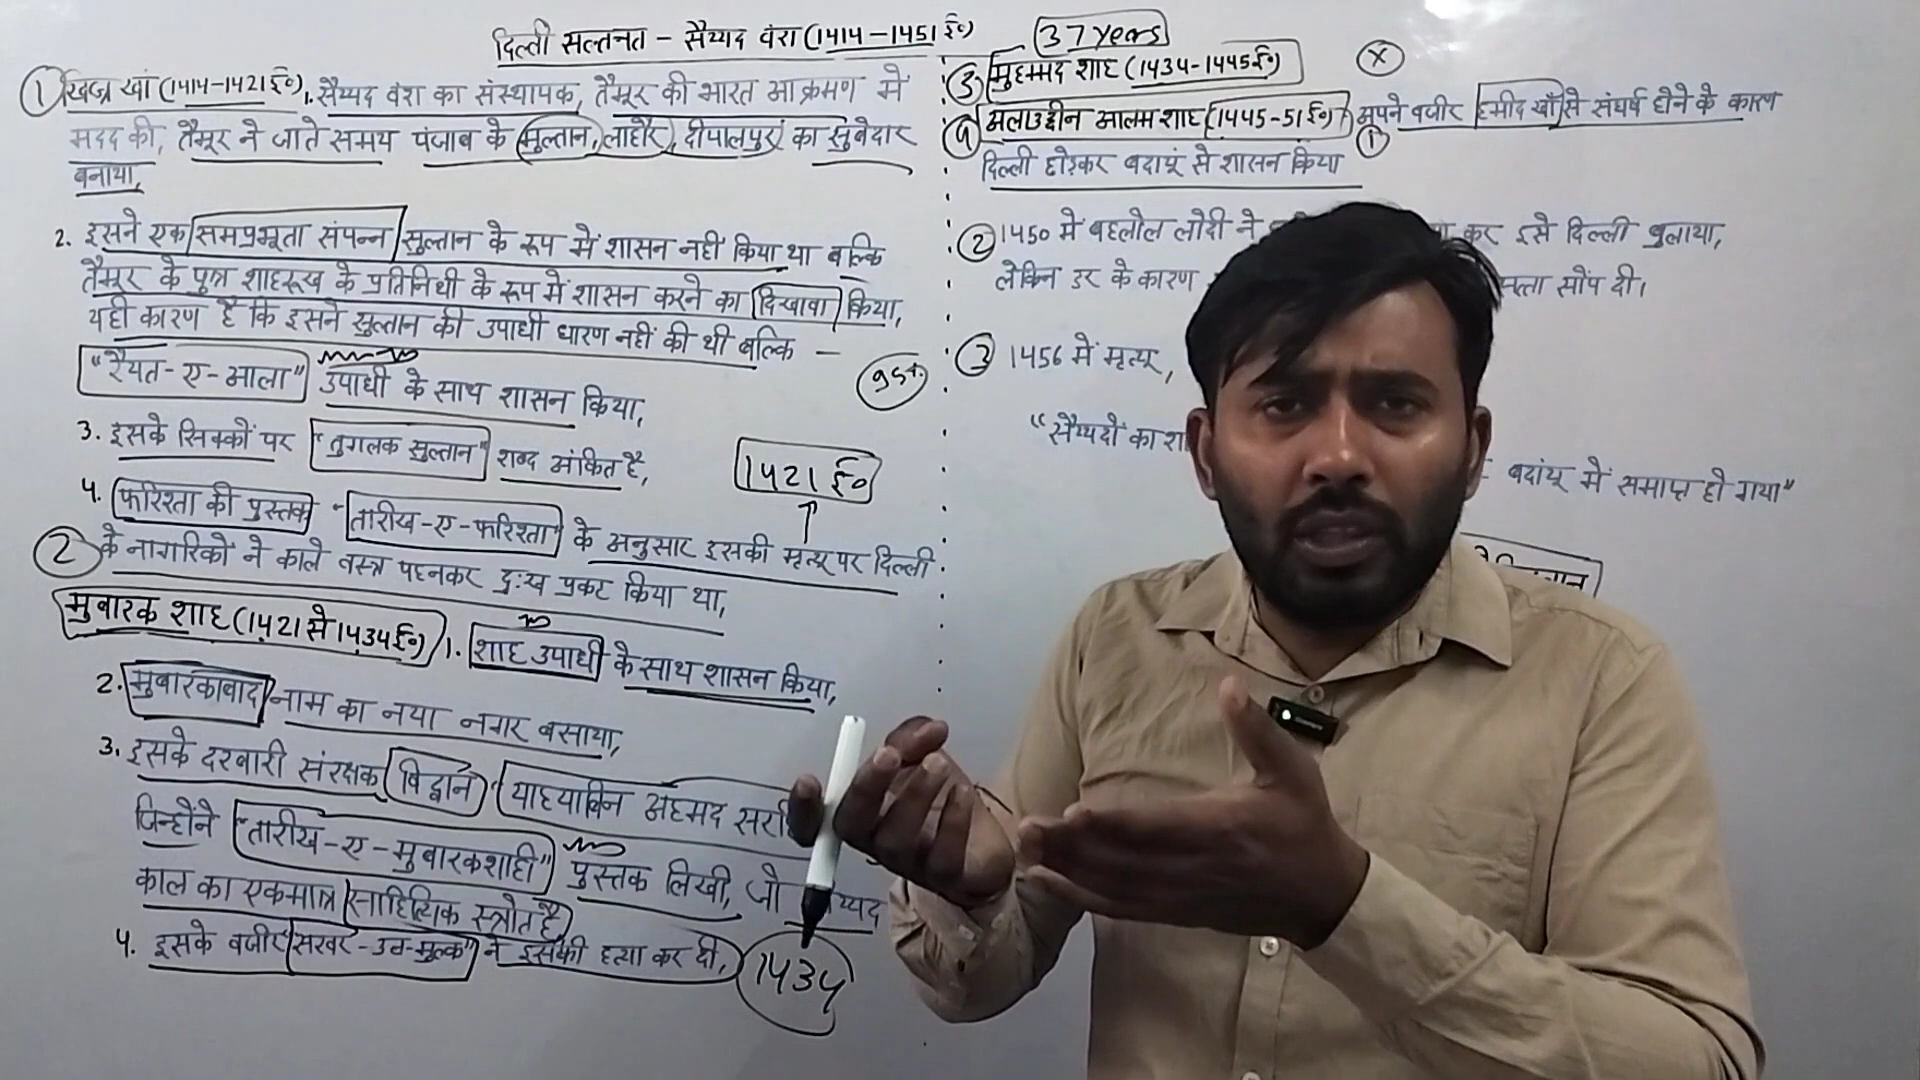 दिल्ली सल्तनत – सैय्यद वंश (1414–1451 ई०)
37 years
① खिज्र खां (1414–1421 ई०) 1. सैय्यद वंश का संस्थापक, तैमूर की भारत आक्रमण में
मदद की, तैमूर ने जाते समय पंजाब के मुल्तान, लाहौर, दीपालपुर का सुबेदार
बनाया,
2. इसने एक सम्प्रभूता संपन्न सुल्तान के रूप में शासन नहीं किया था बल्कि
तैमूर के पुत्र शाहरूख के प्रतिनिधी के रूप में शासन करने का दिखावा किया,
यही कारण है कि इसने सुल्तान की उपाधी धारण नहीं की थी बल्कि –
"रैयत-ए-आला" उपाधी के साथ शासन किया,
3. इसके सिक्कों पर "तुगलक सुल्तान" शब्द अंकित है,
1421 ई०
4. फरिश्ता की पुस्तक "तारीख-ए-फरिश्ता" के अनुसार इसकी मृत्यू पर दिल्ली
के नागरिकों ने काले वस्त्र पहनकर दुःख प्रकट किया था,
② मुबारक शाह (1421 से 1434 ई०) 1. शाह उपाधी के साथ शासन किया,
2. मुबारकाबाद नाम का नया नगर बसाया,
3. इसके दरबारी संरक्षक विद्वान याहयाबिन अहमद
जिन्होंने "तारीख-ए-मुबारकशाही" पुस्तक लिखी, जो
काल का एकमात्र साहित्यिक स्त्रोत है
4. इसके वजीर "सरवर-उल-मुल्क" ने इसकी हत्या कर दी,
1434
③ मुहम्मद शाह (1434-1445 ई०)
④ अलाउद्दीन आलम शाह (1445-51 ई०) ① अपने वजीर हमीद खाँ से संघर्ष होने के कारण
दिल्ली छोड़कर बदायूं से शासन किया
② 1450 में बहलोल लोदी ने कर इसे दिल्ली बुलाया,
लेकिन डर के कारण सत्ता सोंप दी।
③ 1456 में मृत्यू,
"सैय्यदों का बदांयू में समाप्त हो गया"